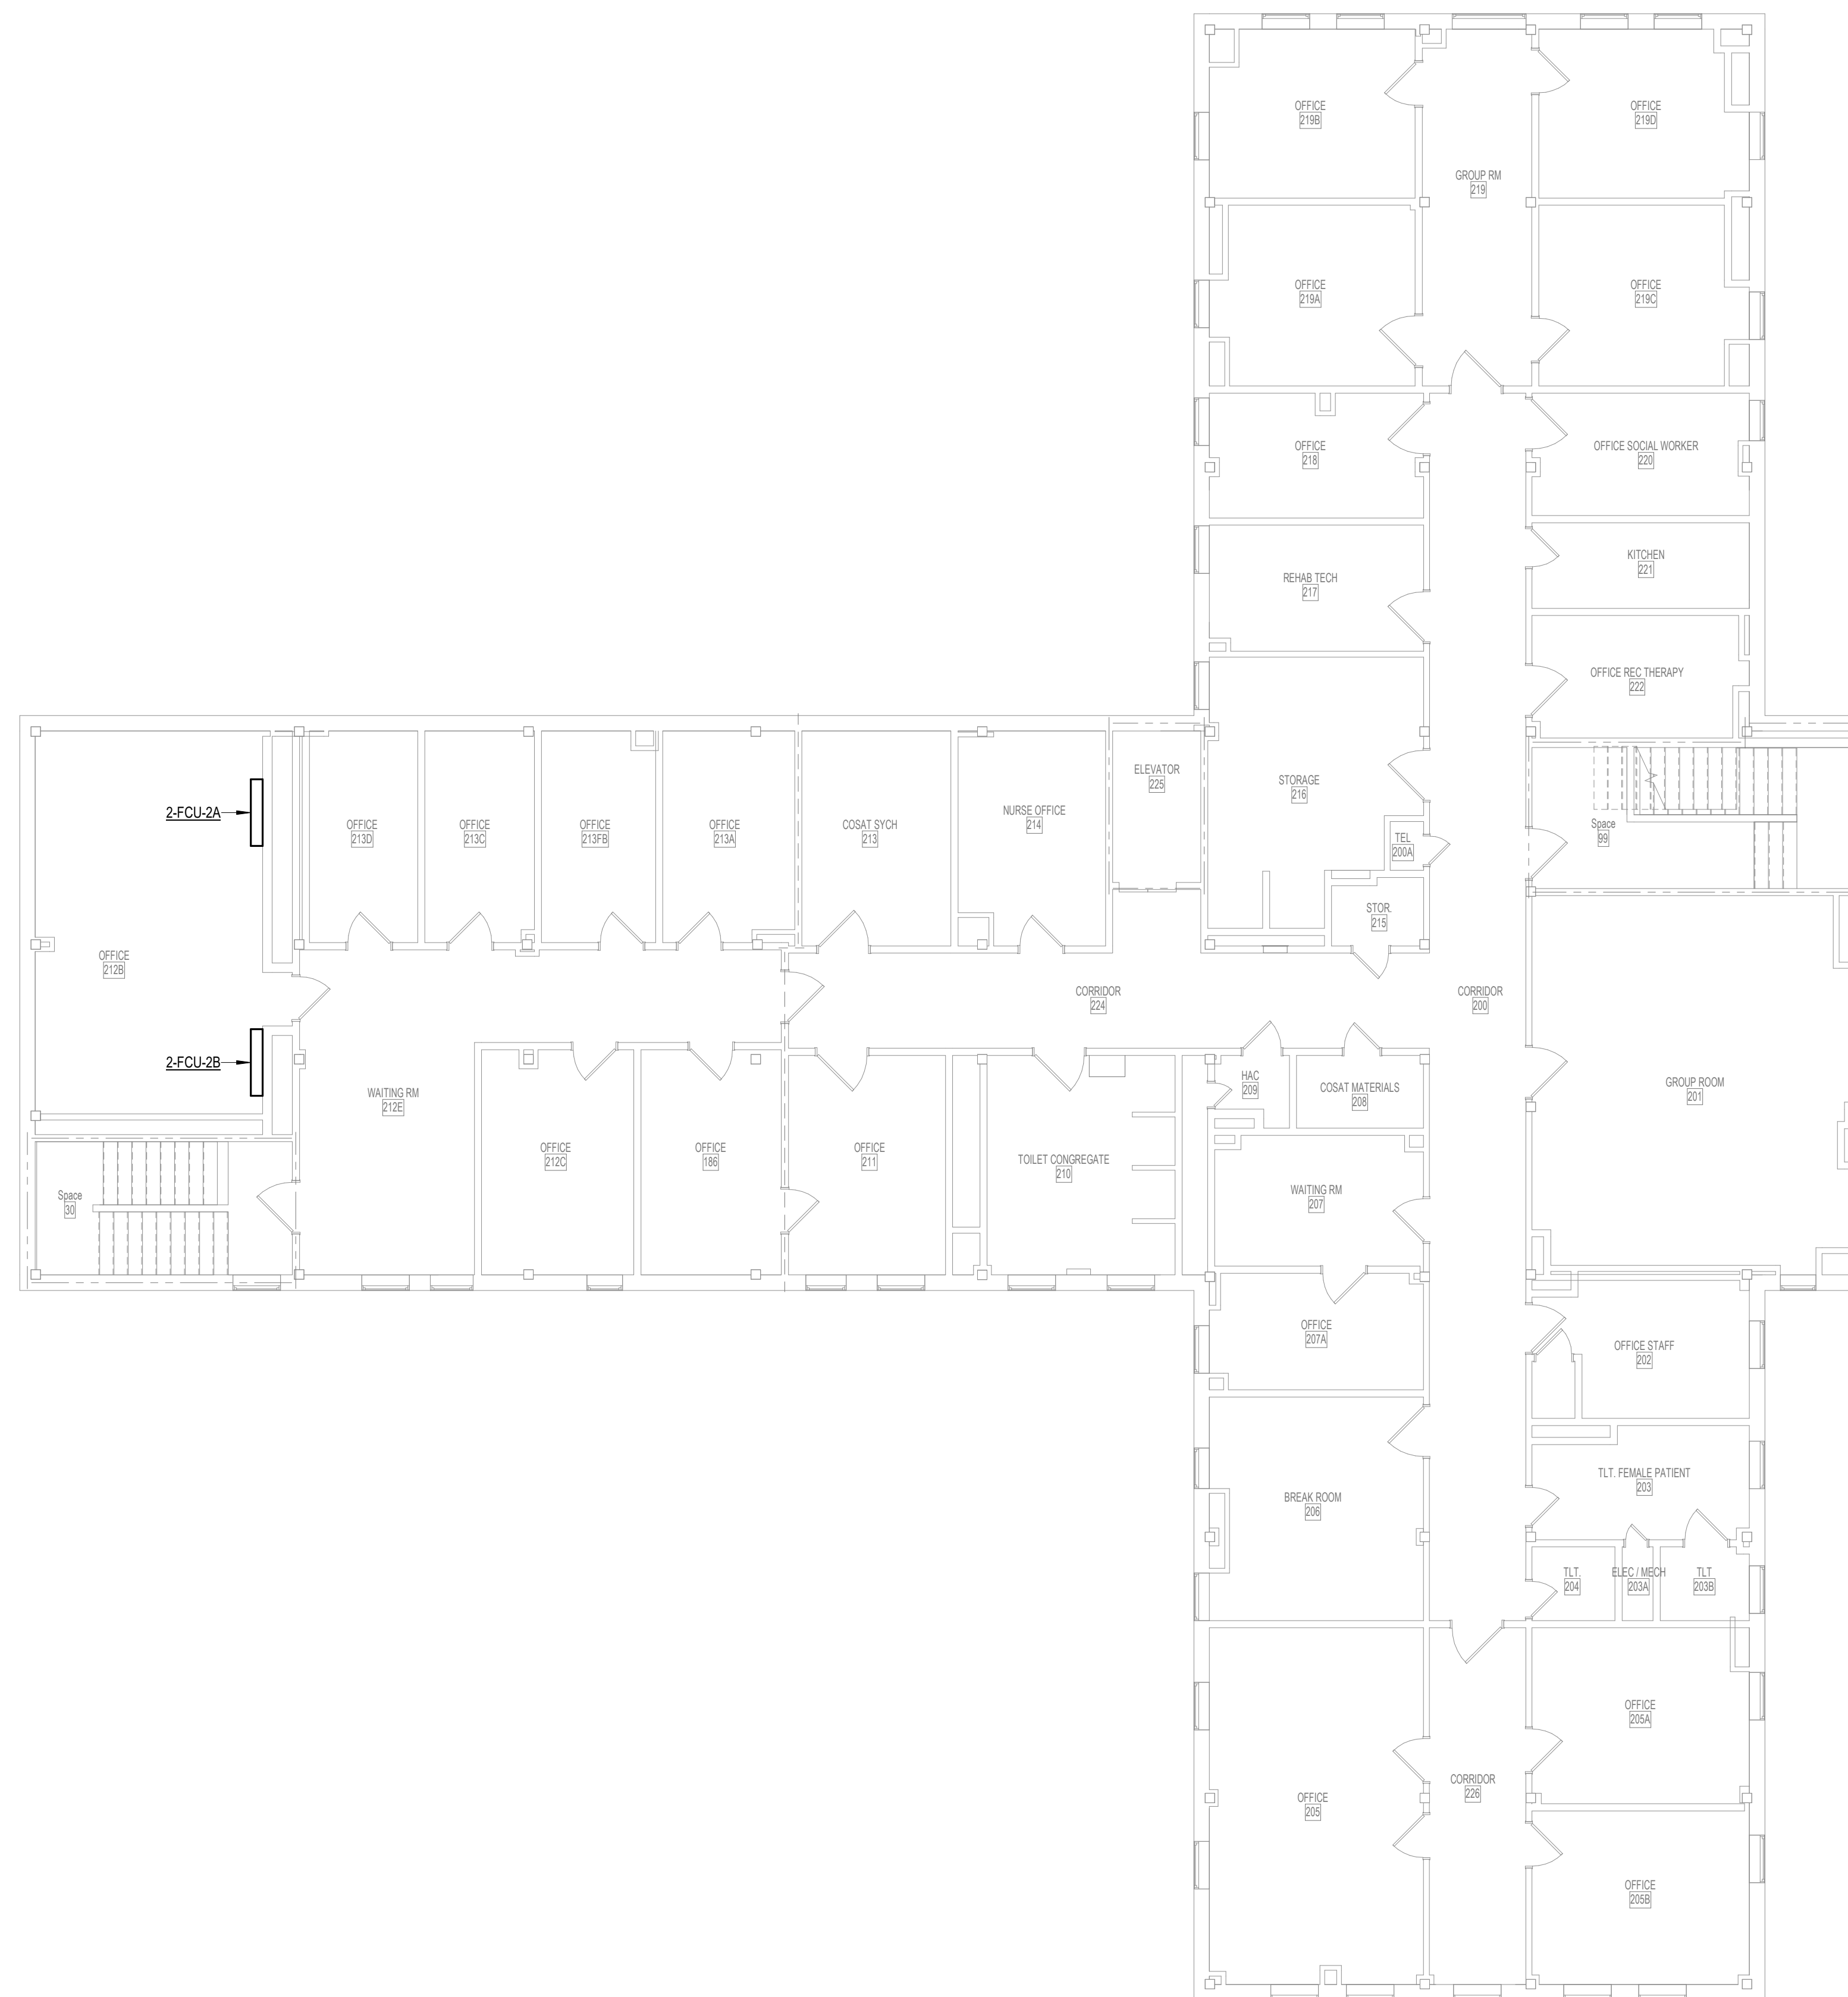 OFFICE
219B
OFFICE
219D
GROUP RM
219
OFFICE
219A
OFFICE
219C
OFFICE
218
OFFICE SOCIAL WORKER
220
KITCHEN
221
REHAB TECH
217
OFFICE REC THERAPY
222
ELEVATOR
225
STORAGE
216
2-FCU-2A
OFFICE
213D
OFFICE
213C
OFFICE
213FB
OFFICE
213A
COSAT SYCH
213
NURSE OFFICE
214
TEL
200A
Space
99
STOR.
215
OFFICE
212B
CORRIDOR
224
CORRIDOR
200
2-FCU-2B
WAITING RM
212E
HAC
209
COSAT MATERIALS
208
GROUP ROOM
201
OFFICE
212C
OFFICE
186
OFFICE
211
TOILET CONGREGATE
210
WAITING RM
207
Space
30
OFFICE
207A
OFFICE STAFF
202
TLT. FEMALE PATIENT
203
BREAK ROOM
206
TLT.
204
ELEC / MECH
203A
TLT
203B
OFFICE
205A
CORRIDOR
226
OFFICE
205
OFFICE
205B